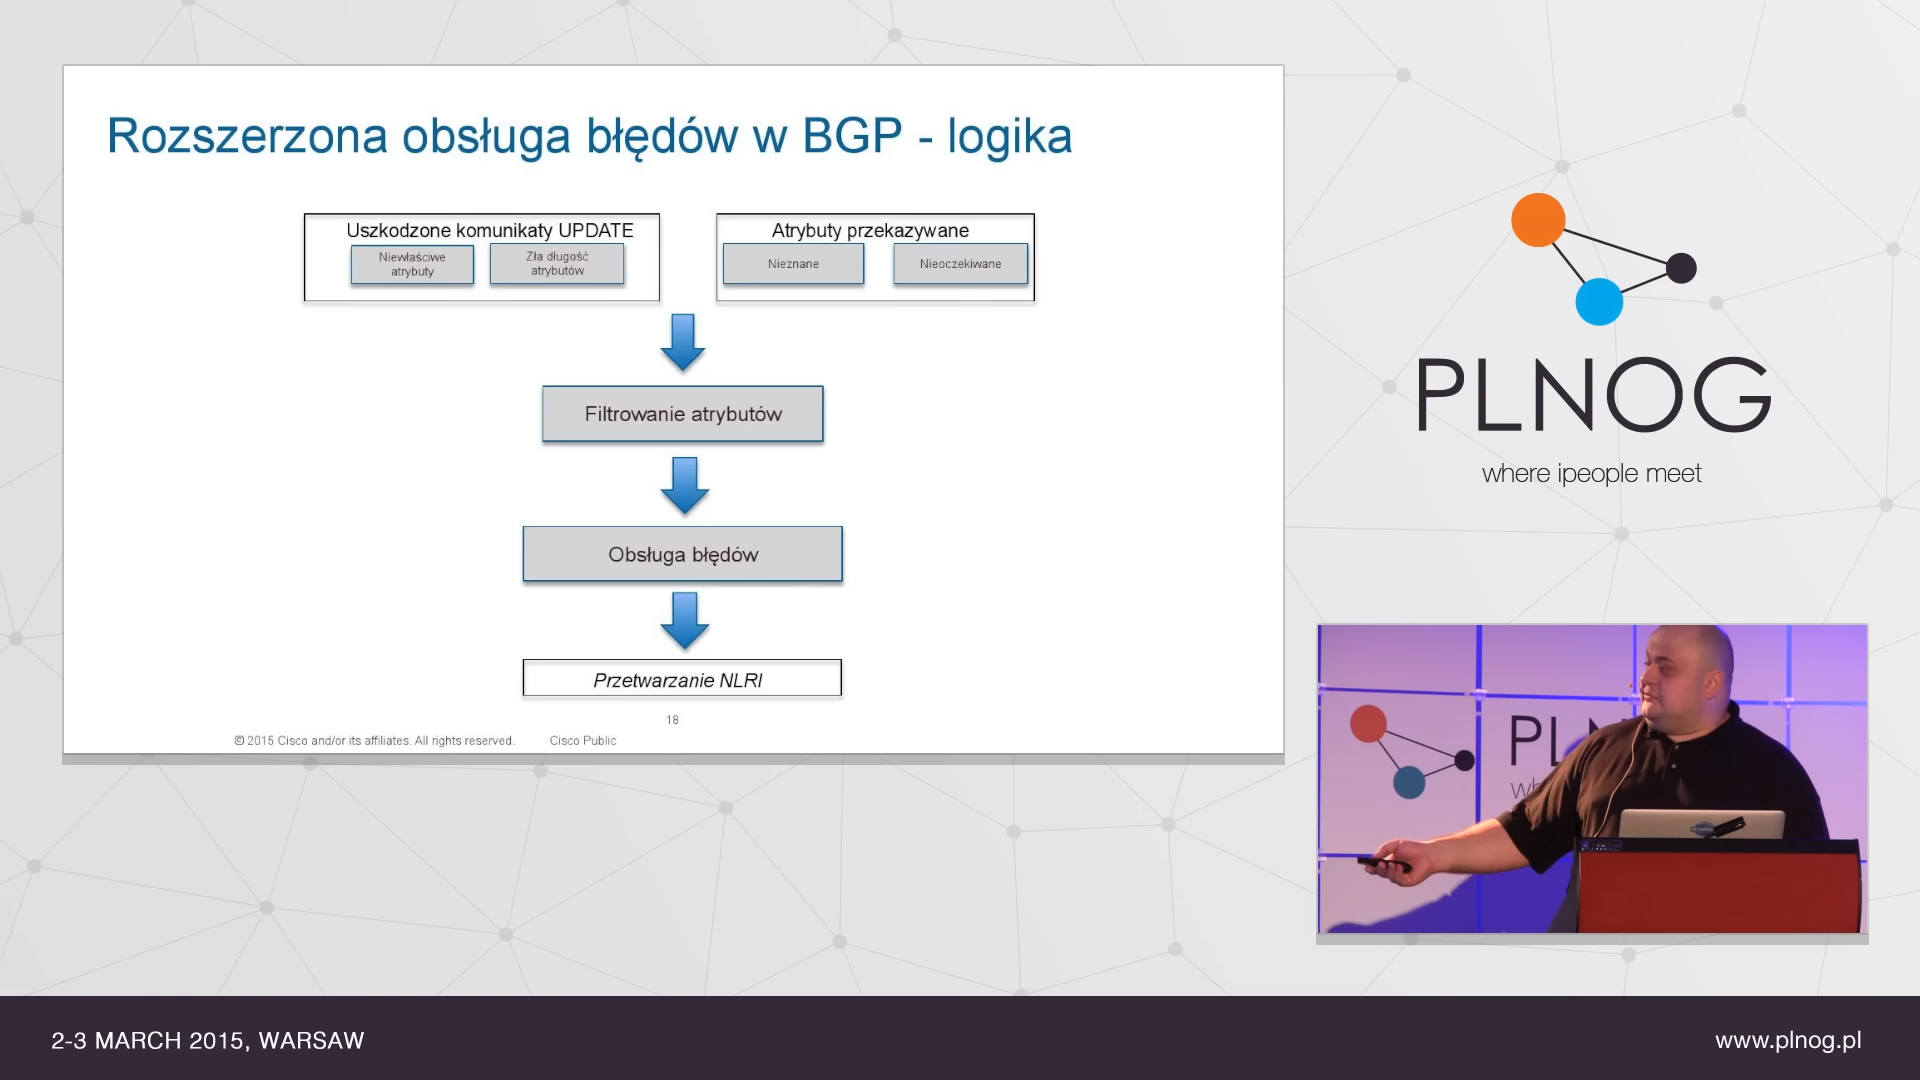 Rozszerzona obsługa błędów w BGP - logika
Uszkodzone komunikaty UPDATE
Niewłaściwe
atrybuty
Zła długość
atrybutów
Atrybuty przekazywane
Nieznane
Nieoczekiwane
Filtrowanie atrybutów
Obsługa błędów
Przetwarzanie NLRI
18
© 2015 Cisco and/or its affiliates. All rights reserved.
Cisco Public
PLNOG
where ipeople meet
2-3 MARCH 2015, WARSAW
www.plnog.pl